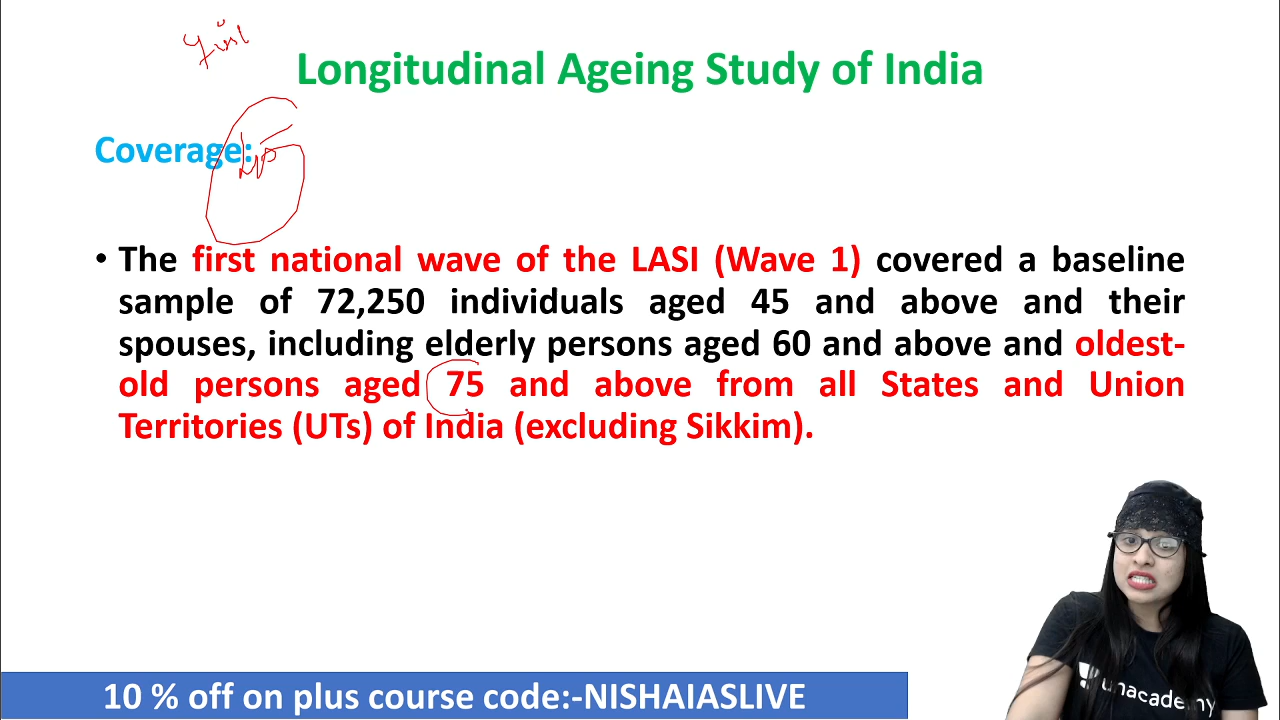 Longitudinal Ageing Study of India
Coverage:
• The first national wave of the LASI (Wave 1) covered a baseline
sample of 72,250 individuals aged 45 and above and their
spouses, including elderly persons aged 60 and above and oldest-
old persons aged 75 and above from all States and Union
Territories (UTs) of India (excluding Sikkim).
unacademy
10 % off on plus course code:-NISHAIASLIVE